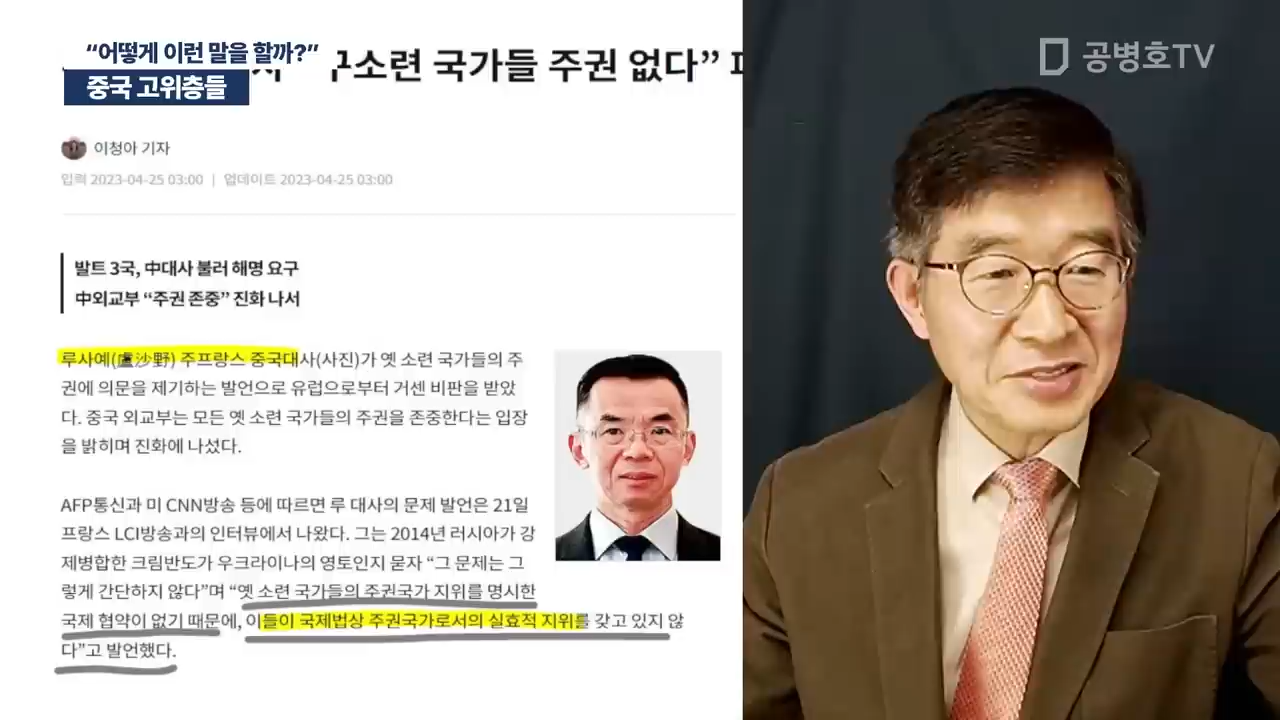 “어떻게 이런 말을 할까?”
중국 고위층들
구소련 국가들 주권 없다”
공병호TV
이청아 기자
입력 2023-04-25 03:00 | 업데이트 2023-04-25 03:00
발트 3국, 中대사 불러 해명 요구
中외교부 “주권 존중” 진화 나서
루사예(盧沙野) 주프랑스 중국대사(사진)가 옛 소련 국가들의 주
권에 의문을 제기하는 발언으로 유럽으로부터 거센 비판을 받았
다. 중국 외교부는 모든 옛 소련 국가들의 주권을 존중한다는 입장
을 밝히며 진화에 나섰다.
AFP통신과 미 CNN방송 등에 따르면 루 대사의 문제 발언은 21일
프랑스 LCI방송과의 인터뷰에서 나왔다. 그는 2014년 러시아가 강
제병합한 크림반도가 우크라이나의 영토인지 묻자 “그 문제는 그
렇게 간단하지 않다”며 “옛 소련 국가들의 주권국가 지위를 명시한
국제 협약이 없기 때문에, 이들이 국제법상 주권국가로서의 실효적 지위를 갖고 있지 않
다”고 발언했다.